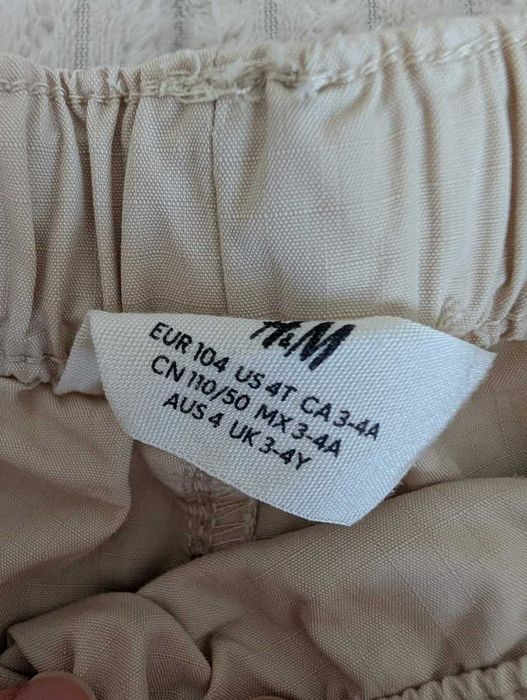 H&M
EUR 104 US 4T CA 3-4A
CN 110/50 MX 3-4A
AUS 4 UK 3-4Y